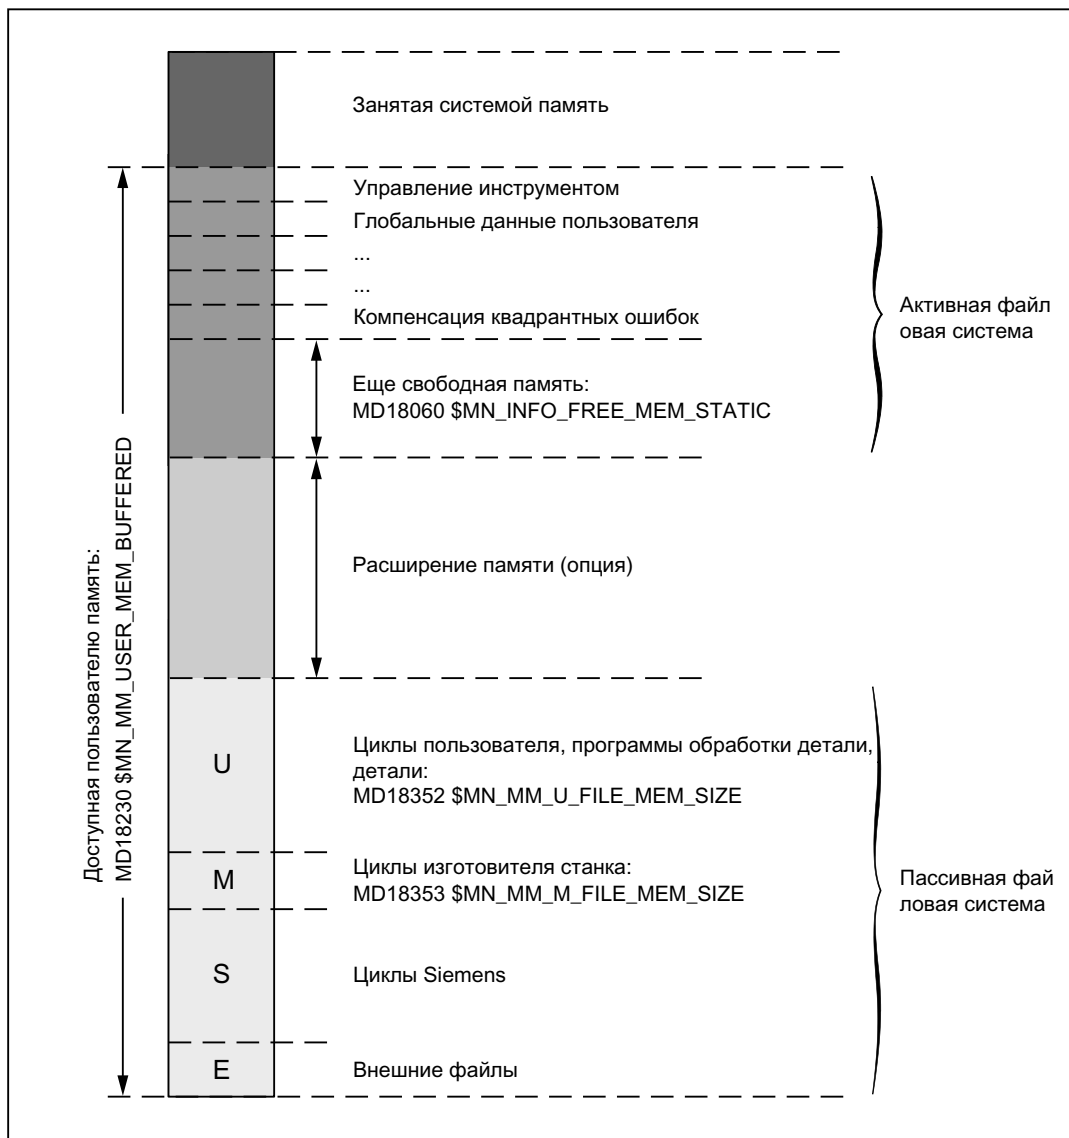 Занятая системой память
Управление инструментом
Глобальные данные пользователя
...
...
Компенсация квадрантных ошибок
Активная файл
овая система
Еще свободная память:
MD18060 $MN_INFO_FREE_MEM_STATIC
Доступная пользователю память:
MD18230 $MN_MM_USER_MEM_BUFFERED
Расширение памяти (опция)
U
Циклы пользователя, программы обработки детали,
детали:
MD18352 $MN_MM_U_FILE_MEM_SIZE
M
Циклы изготовителя станка:
MD18353 $MN_MM_M_FILE_MEM_SIZE
Пассивная фай
ловая система
S
Циклы Siemens
E
Внешние файлы